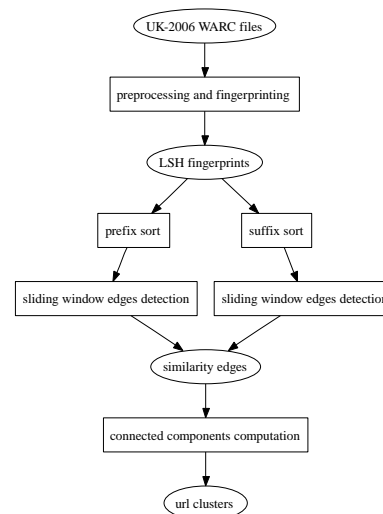 UK-2006 WARC files
preprocessing and fingerprinting
LSH fingerprints
prefix sort
suffix sort
sliding window edges detection
sliding window edges detection
similarity edges
connected components computation
url clusters